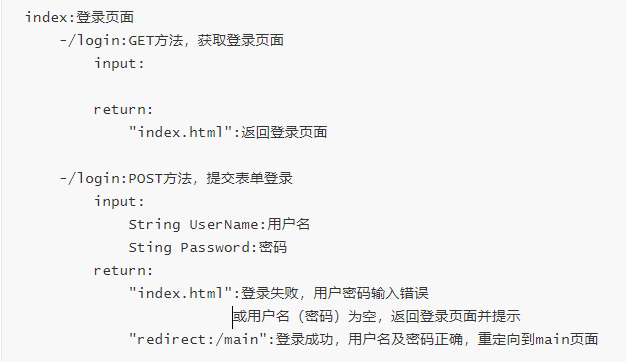 index:登录页面
-/login:GET方法，获取登录页面
input:
return:
"index.html":返回登录页面
-/login:POST方法，提交表单登录
input:
String UserName:用户名
Sting Password:密码
return:
"index.html":登录失败，用户密码输入错误
或用户名（密码）为空，返回登录页面并提示
"redirect:/main":登录成功，用户名及密码正确，重定向到main页面